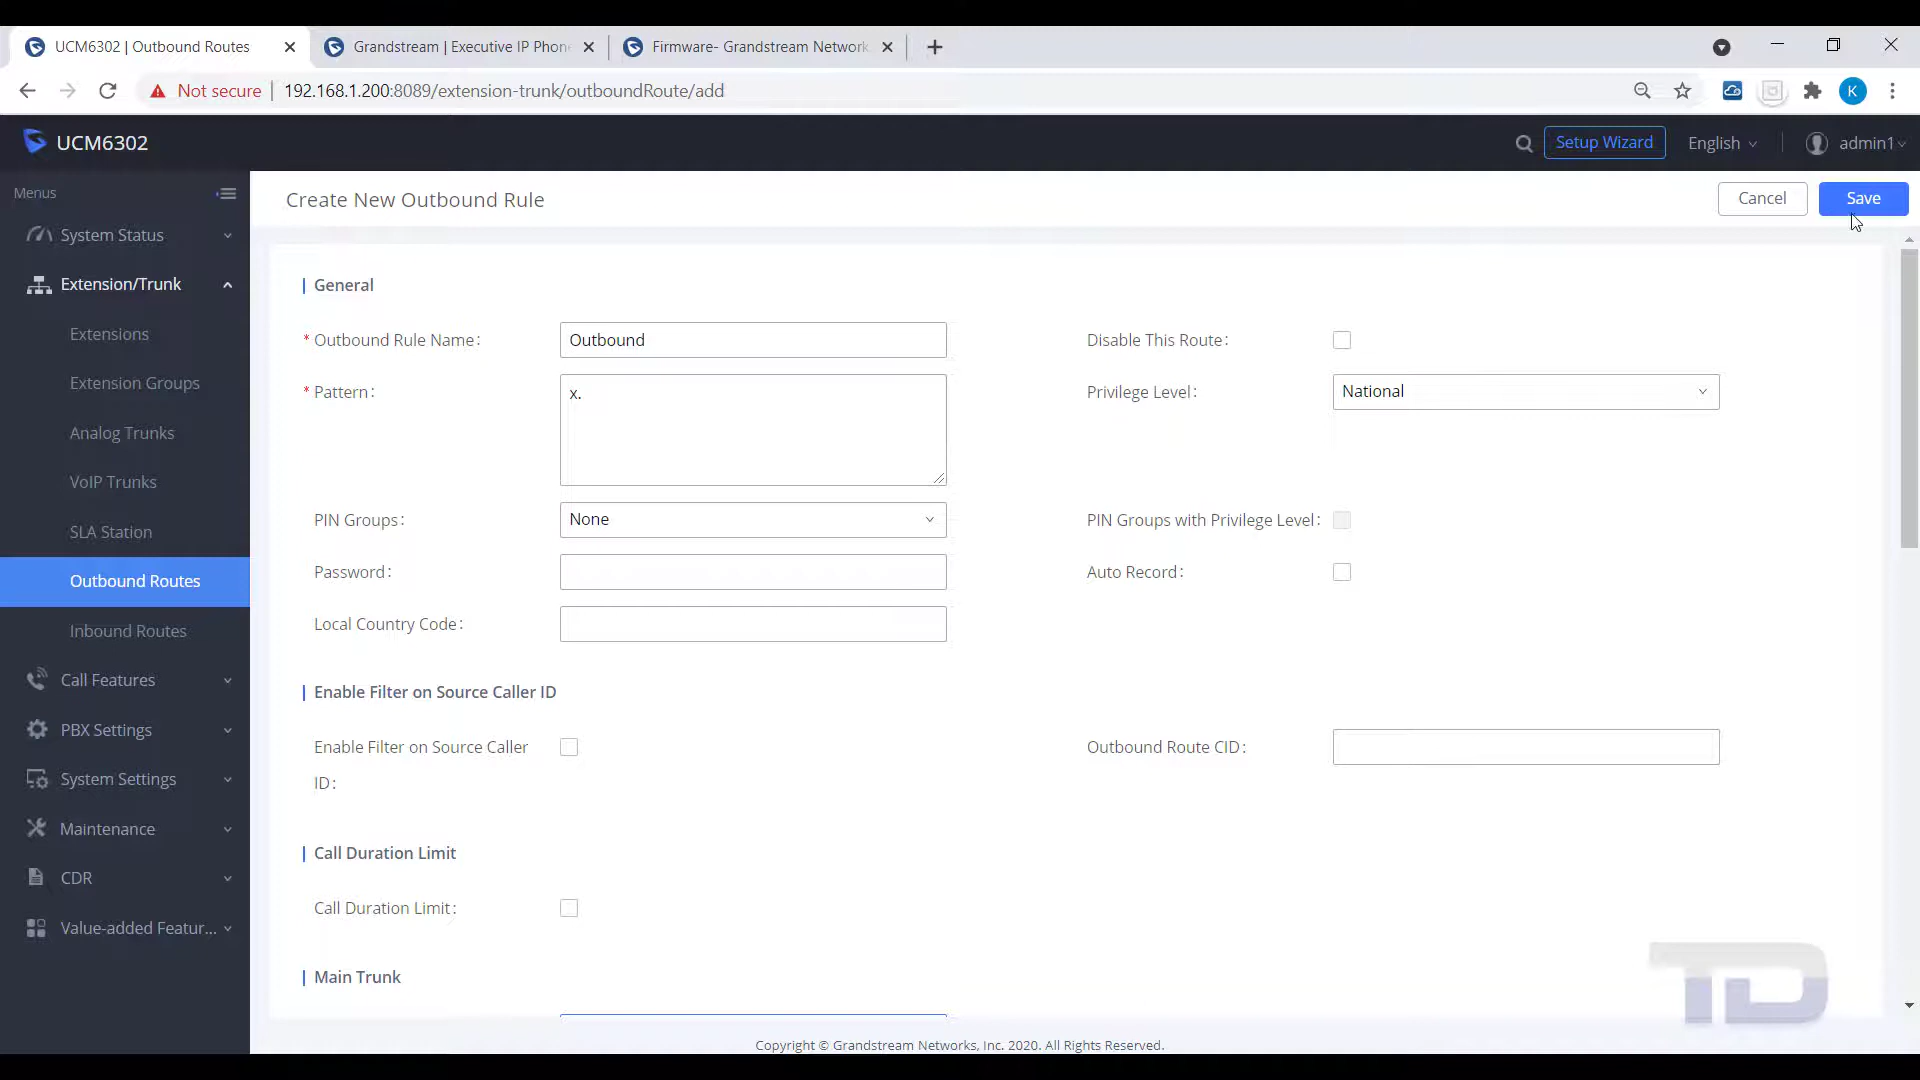 UCM6302 | Outbound Routes
Grandstream | Executive IP Phon
Firmware- Grandstream Network
Not secure
192.168.1.200:8089/extension-trunk/outboundRoute/add
K
UCM6302
Setup Wizard
English
admin1
Menus
System Status
Extension/Trunk
Extensions
Extension Groups
Analog Trunks
VoIP Trunks
SLA Station
Outbound Routes
Inbound Routes
Call Features
PBX Settings
System Settings
Maintenance
CDR
Value-added Featur...
Create New Outbound Rule
Cancel
Save
General
* Outbound Rule Name:
Outbound
Disable This Route:
* Pattern:
x.
Privilege Level:
National
PIN Groups:
None
PIN Groups with Privilege Level:
Password:
Auto Record:
Local Country Code:
Enable Filter on Source Caller ID
Enable Filter on Source Caller
ID:
Outbound Route CID:
Call Duration Limit
Call Duration Limit:
Main Trunk
TD
Copyright © Grandstream Networks, Inc. 2020. All Rights Reserved.